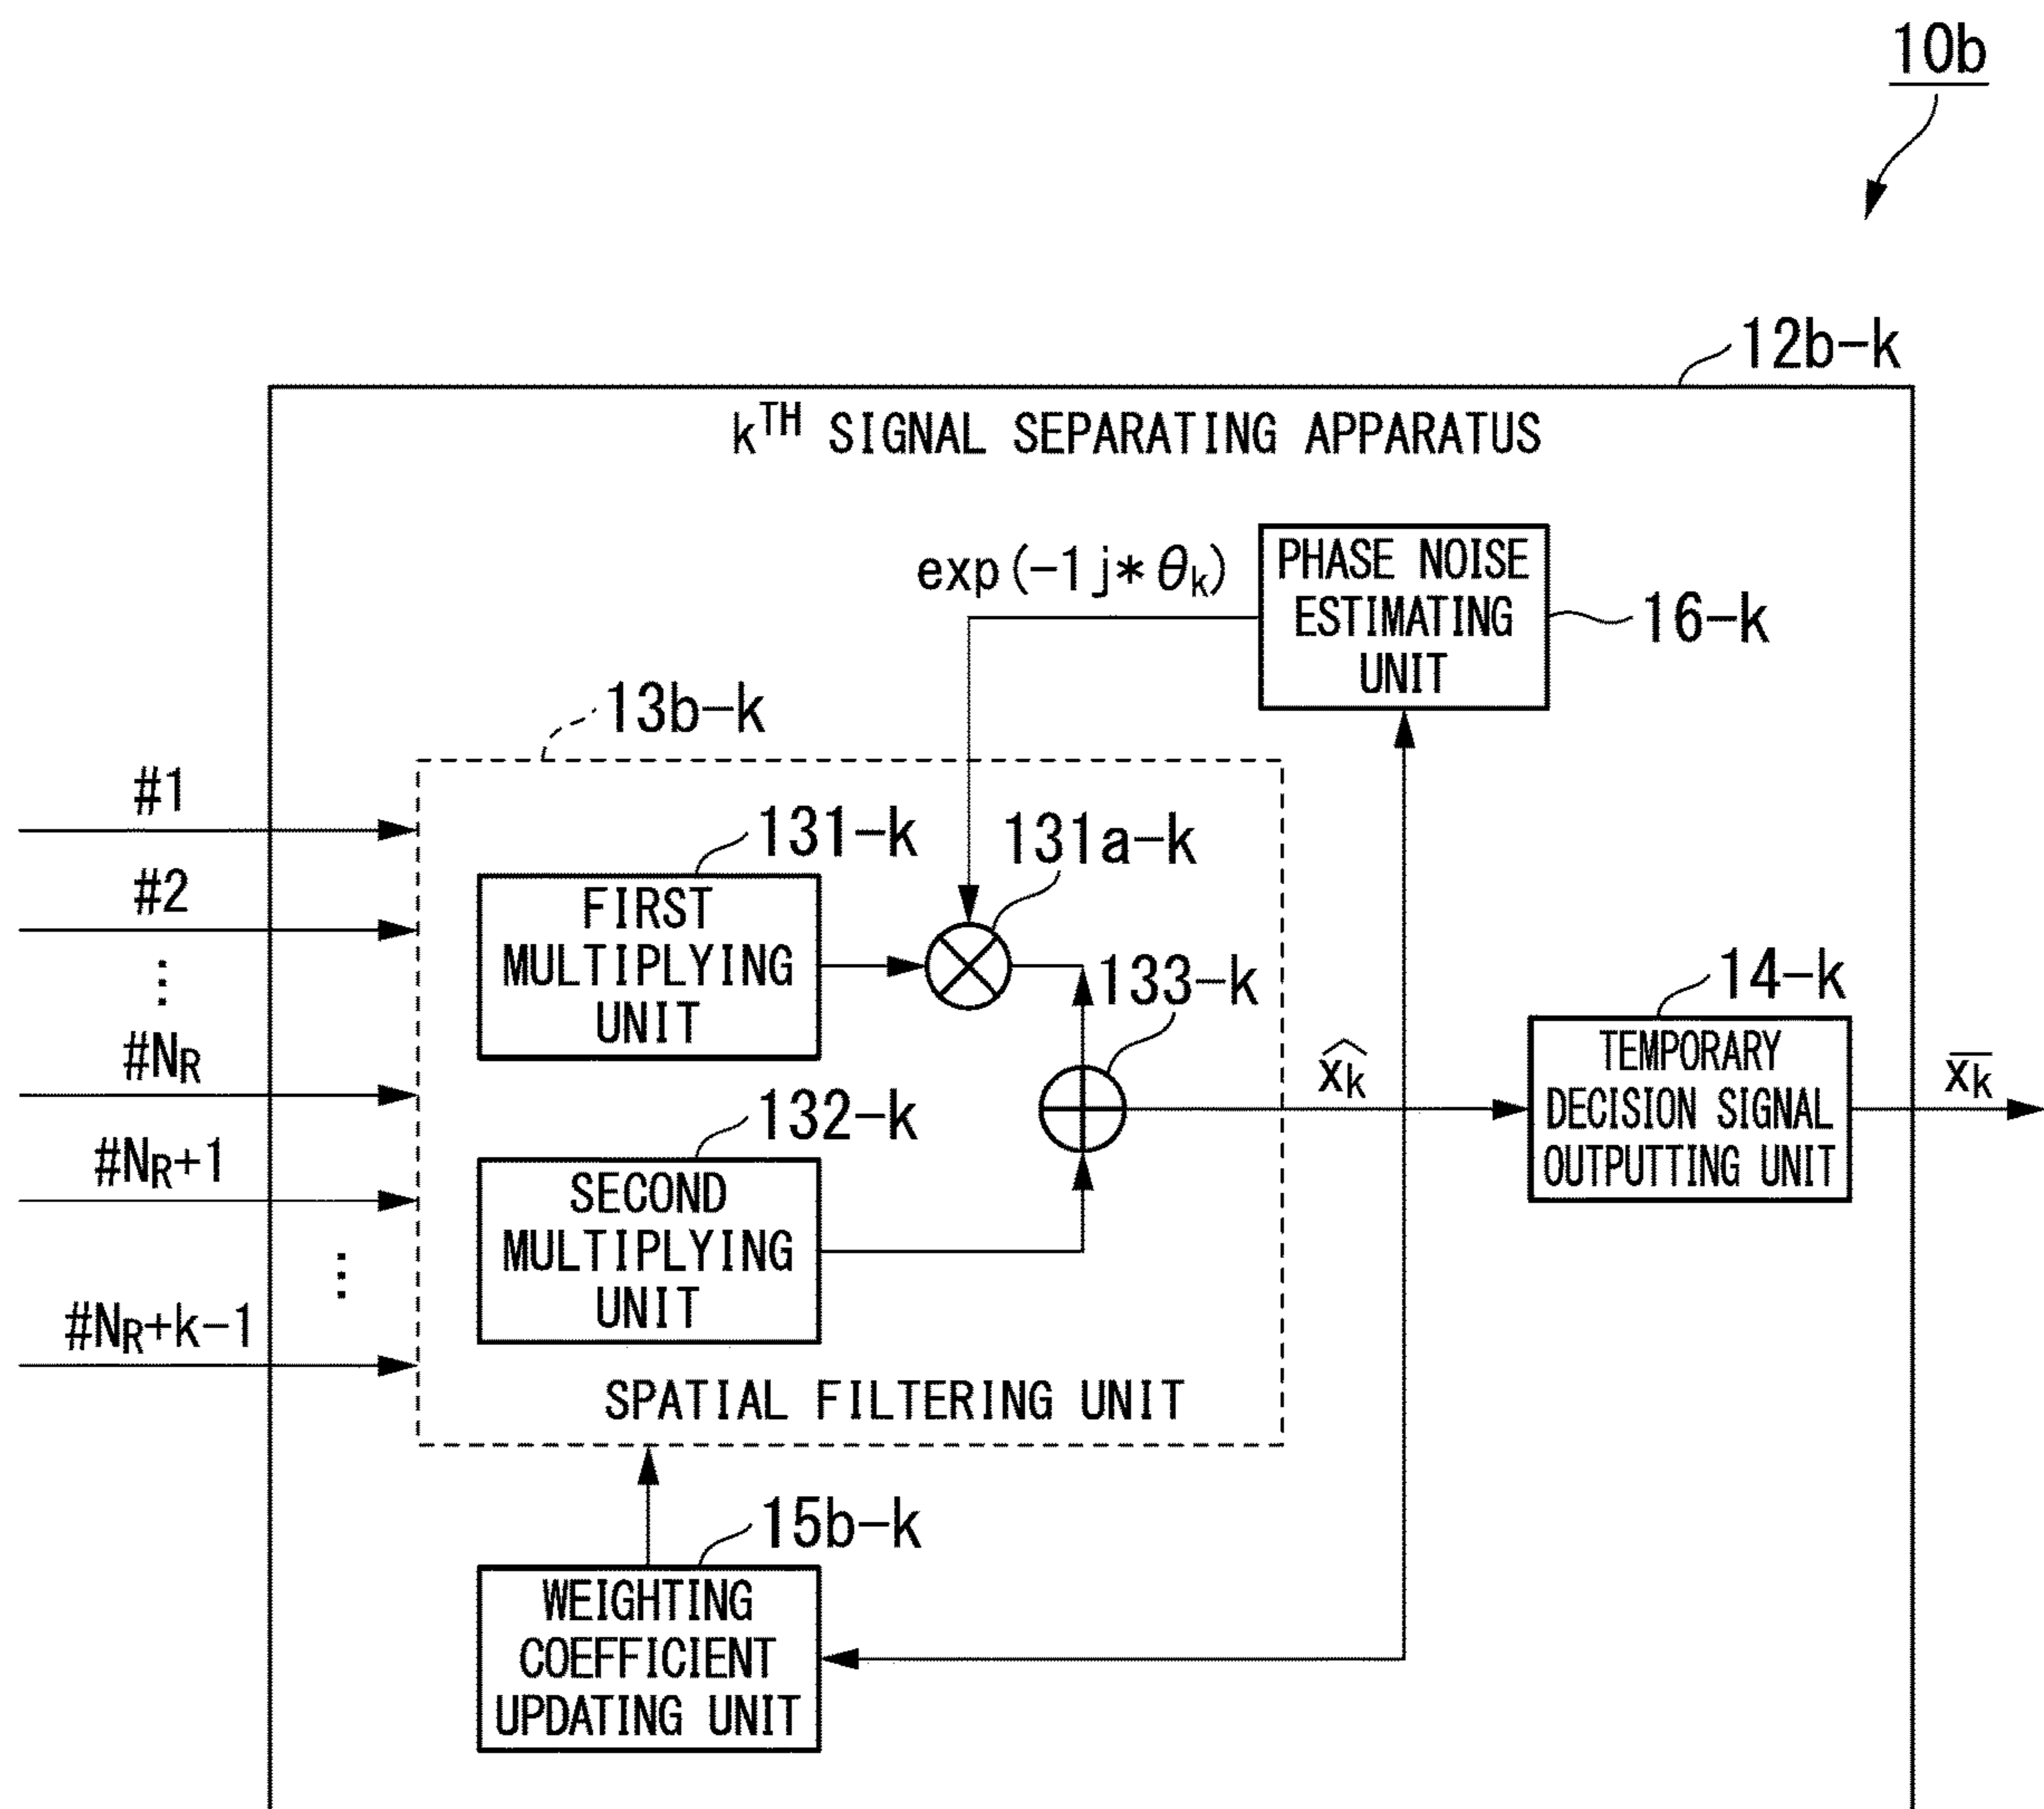 10b
12b-k
kTH SIGNAL SEPARATING APPARATUS
exp(-1j*θk)
PHASE NOISE
ESTIMATING
UNIT
16-k
13b-k
#1
#2
⋮
#NR
#NR+1
⋮
#NR+k-1
131-k
FIRST
MULTIPLYING
UNIT
131a-k
133-k
132-k
SECOND
MULTIPLYING
UNIT
SPATIAL FILTERING UNIT
x̂k
14-k
TEMPORARY
DECISION SIGNAL
OUTPUTTING UNIT
x̅k
15b-k
WEIGHTING
COEFFICIENT
UPDATING UNIT